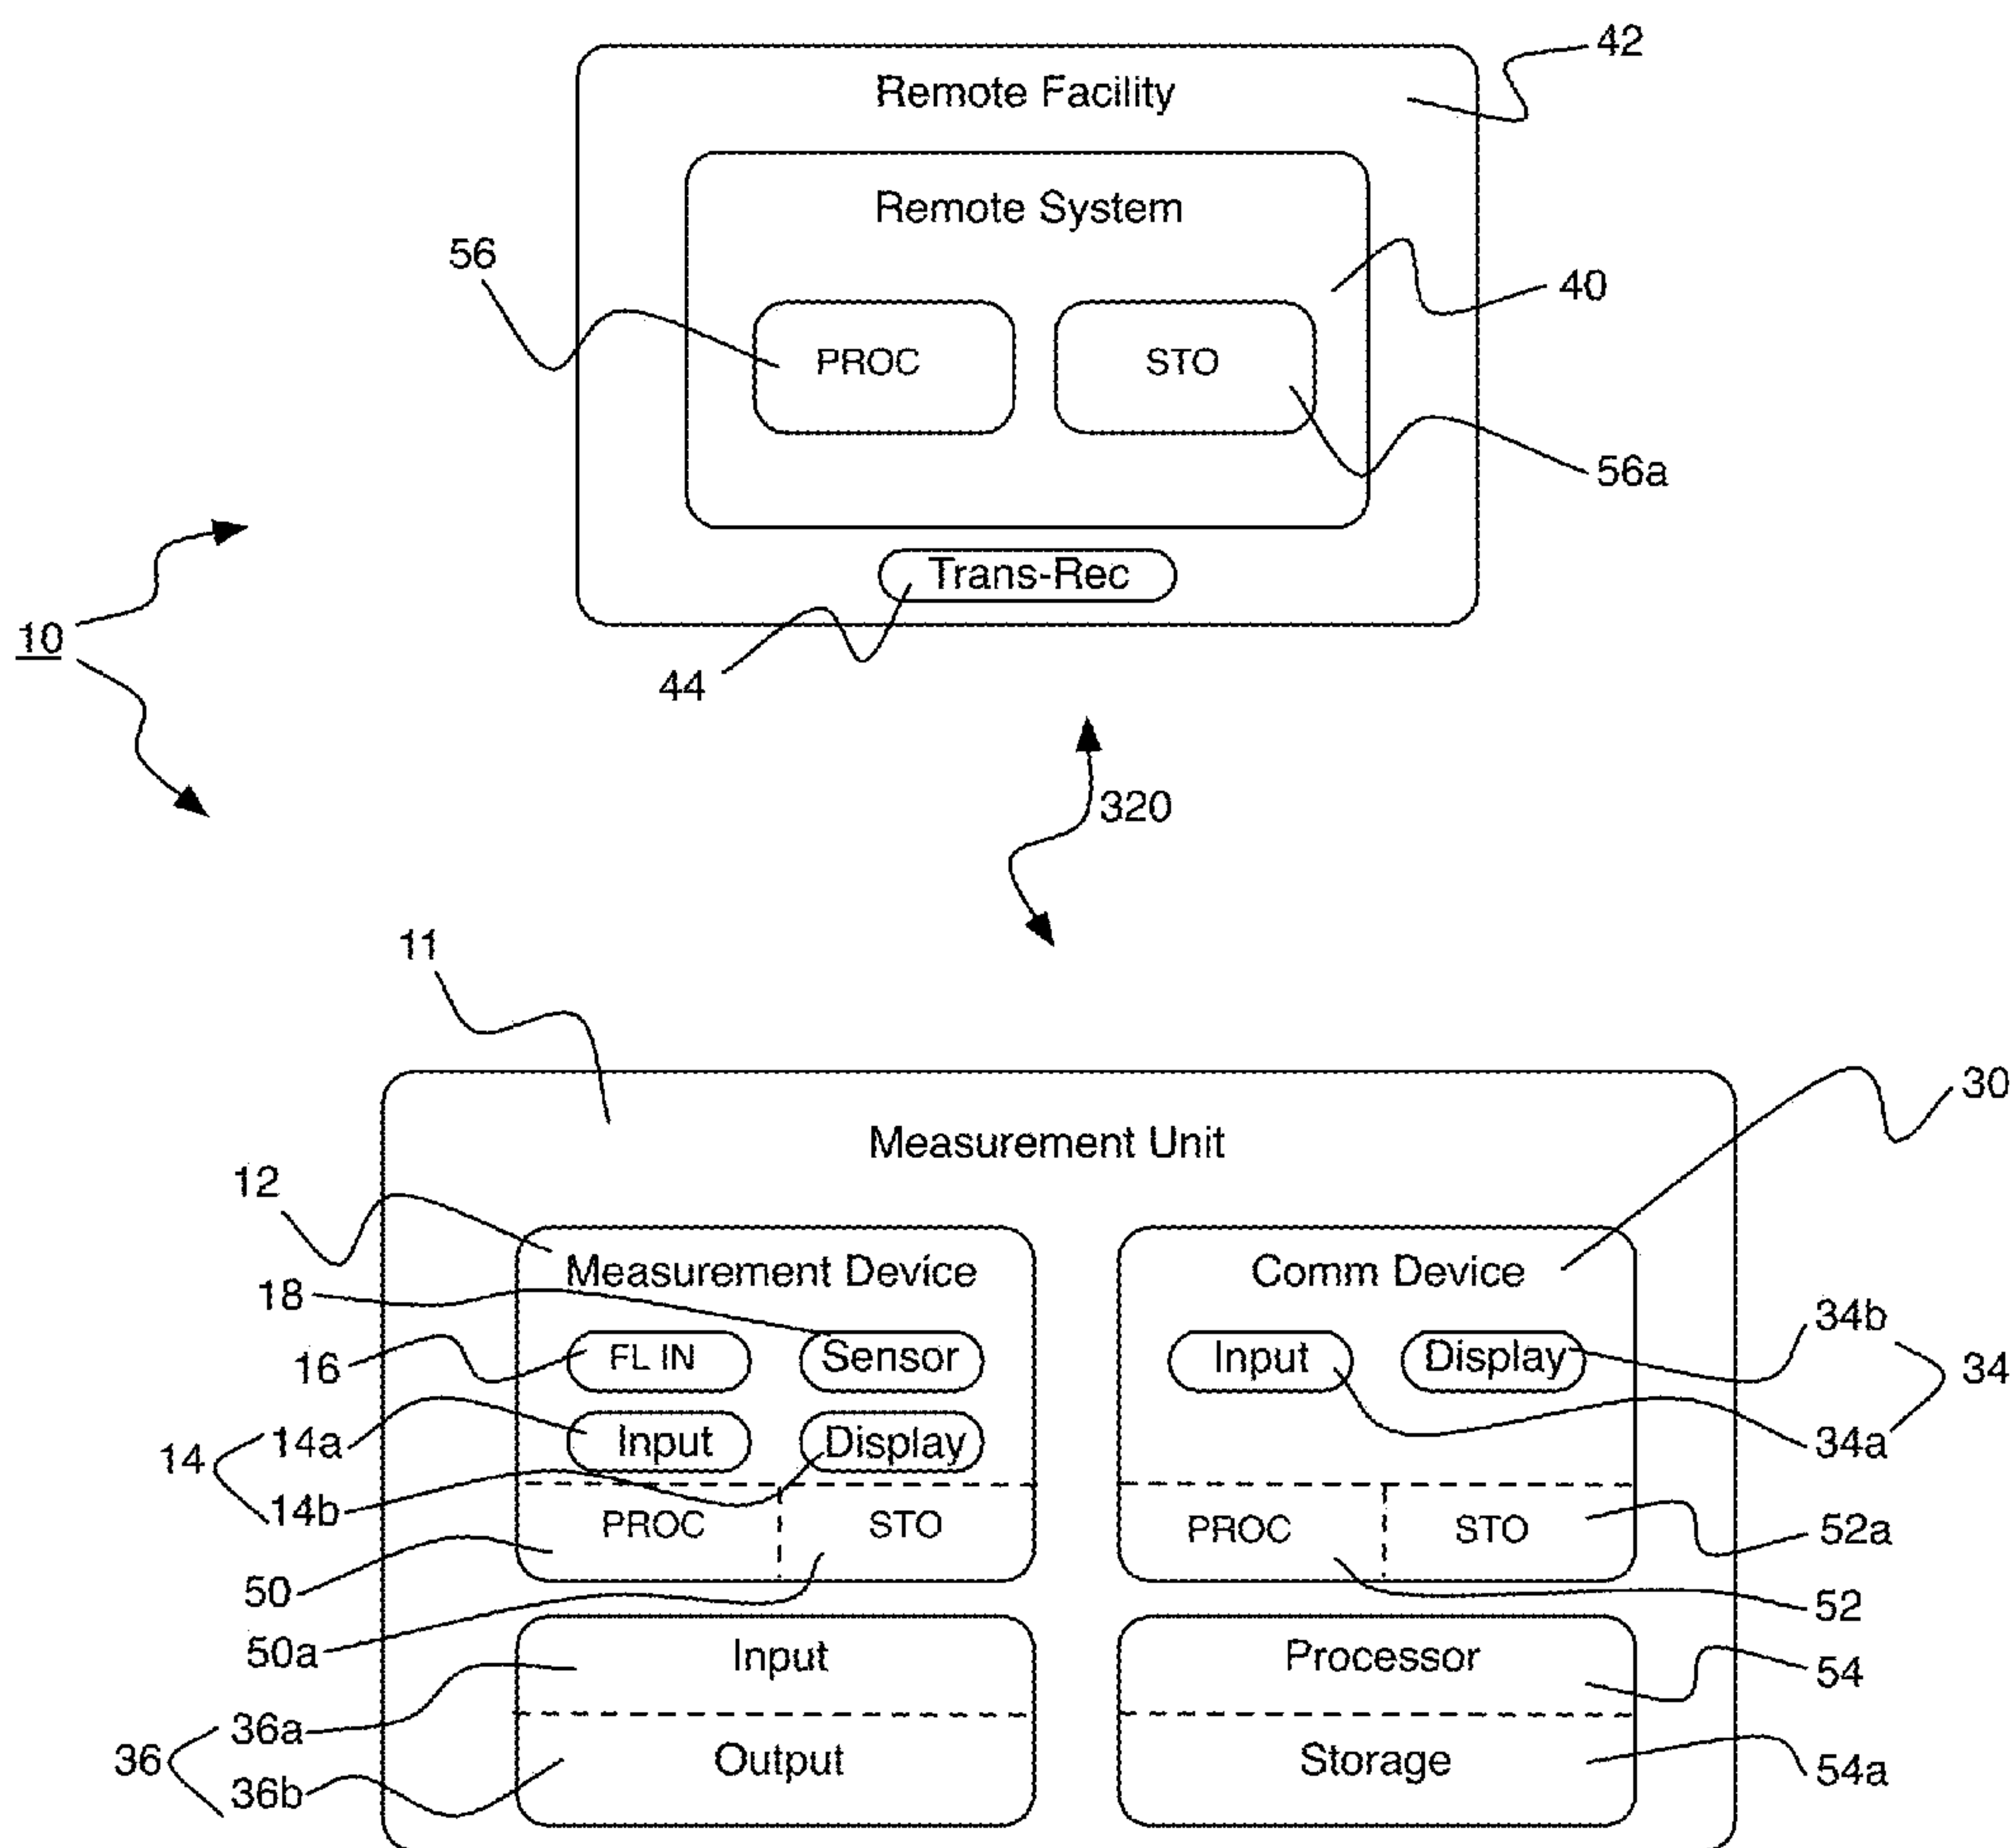 42
Remote Facility
Remote System
56
40
PROC
STO
56a
Trans-Rec
10
44
320
11
30
Measurement Unit
12
Measurement Device
Comm Device
18
34b
16
FL IN
Sensor
Input
Display
34
14
14a
Input
Display
34a
14b
PROC
STO
PROC
STO
52a
50
52
50a
Input
Processor
54
36a
36
Output
Storage
54a
36b